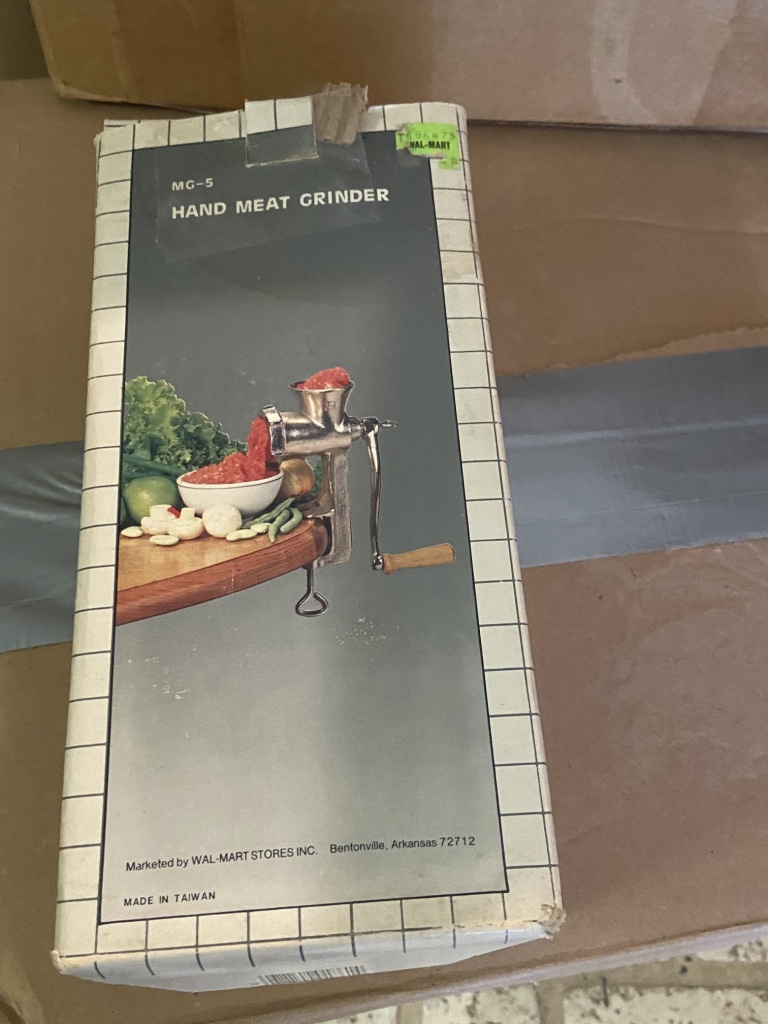 WAL-MART
MG-5
HAND MEAT GRINDER
Marketed by WAL-MART STORES INC. Bentonville, Arkansas 72712
MADE IN TAIWAN